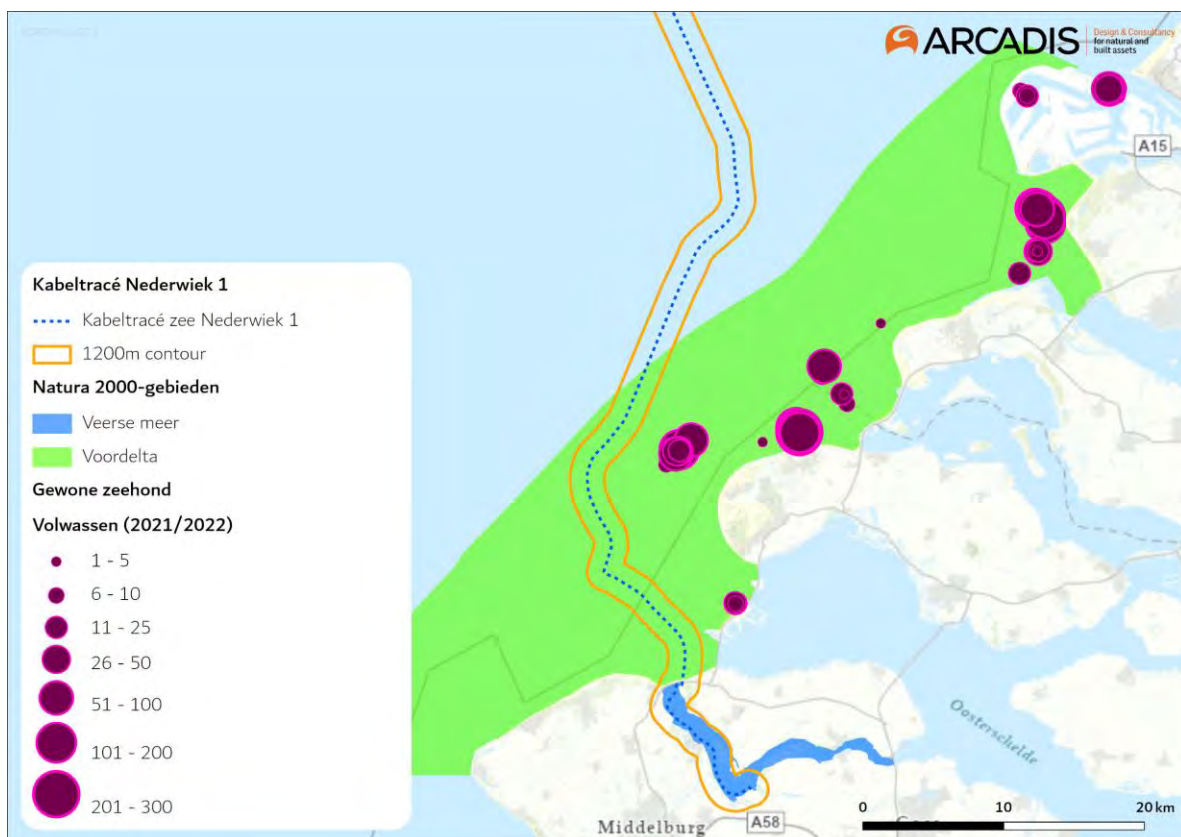 ARCADIS
Design & Consultancy
for natural and
built assets
A15
Kabeltracé Nederwiek 1
Kabeltracé zee Nederwiek 1
1200m contour
Natura 2000-gebieden
Veerse meer
Voordelta
Gewone zeehond
Volwassen (2021/2022)
1 - 5
6 - 10
11 - 25
26 - 50
51 - 100
101 - 200
201 - 300
Oosterschelde
0 10 20 km
Middelburg
A58